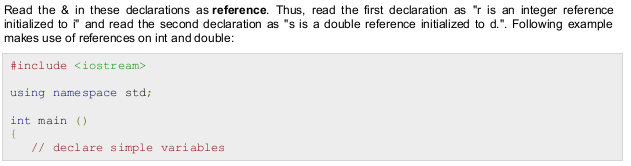 Read the & in these declarations as reference. Thus, read the first declaration as "r is an integer reference
initialized to i" and read the second declaration as "s is a double reference initialized to d.". Following example
makes use of references on int and double:
#include <iostream>
using namespace std;
int main ()
{
// declare simple variables